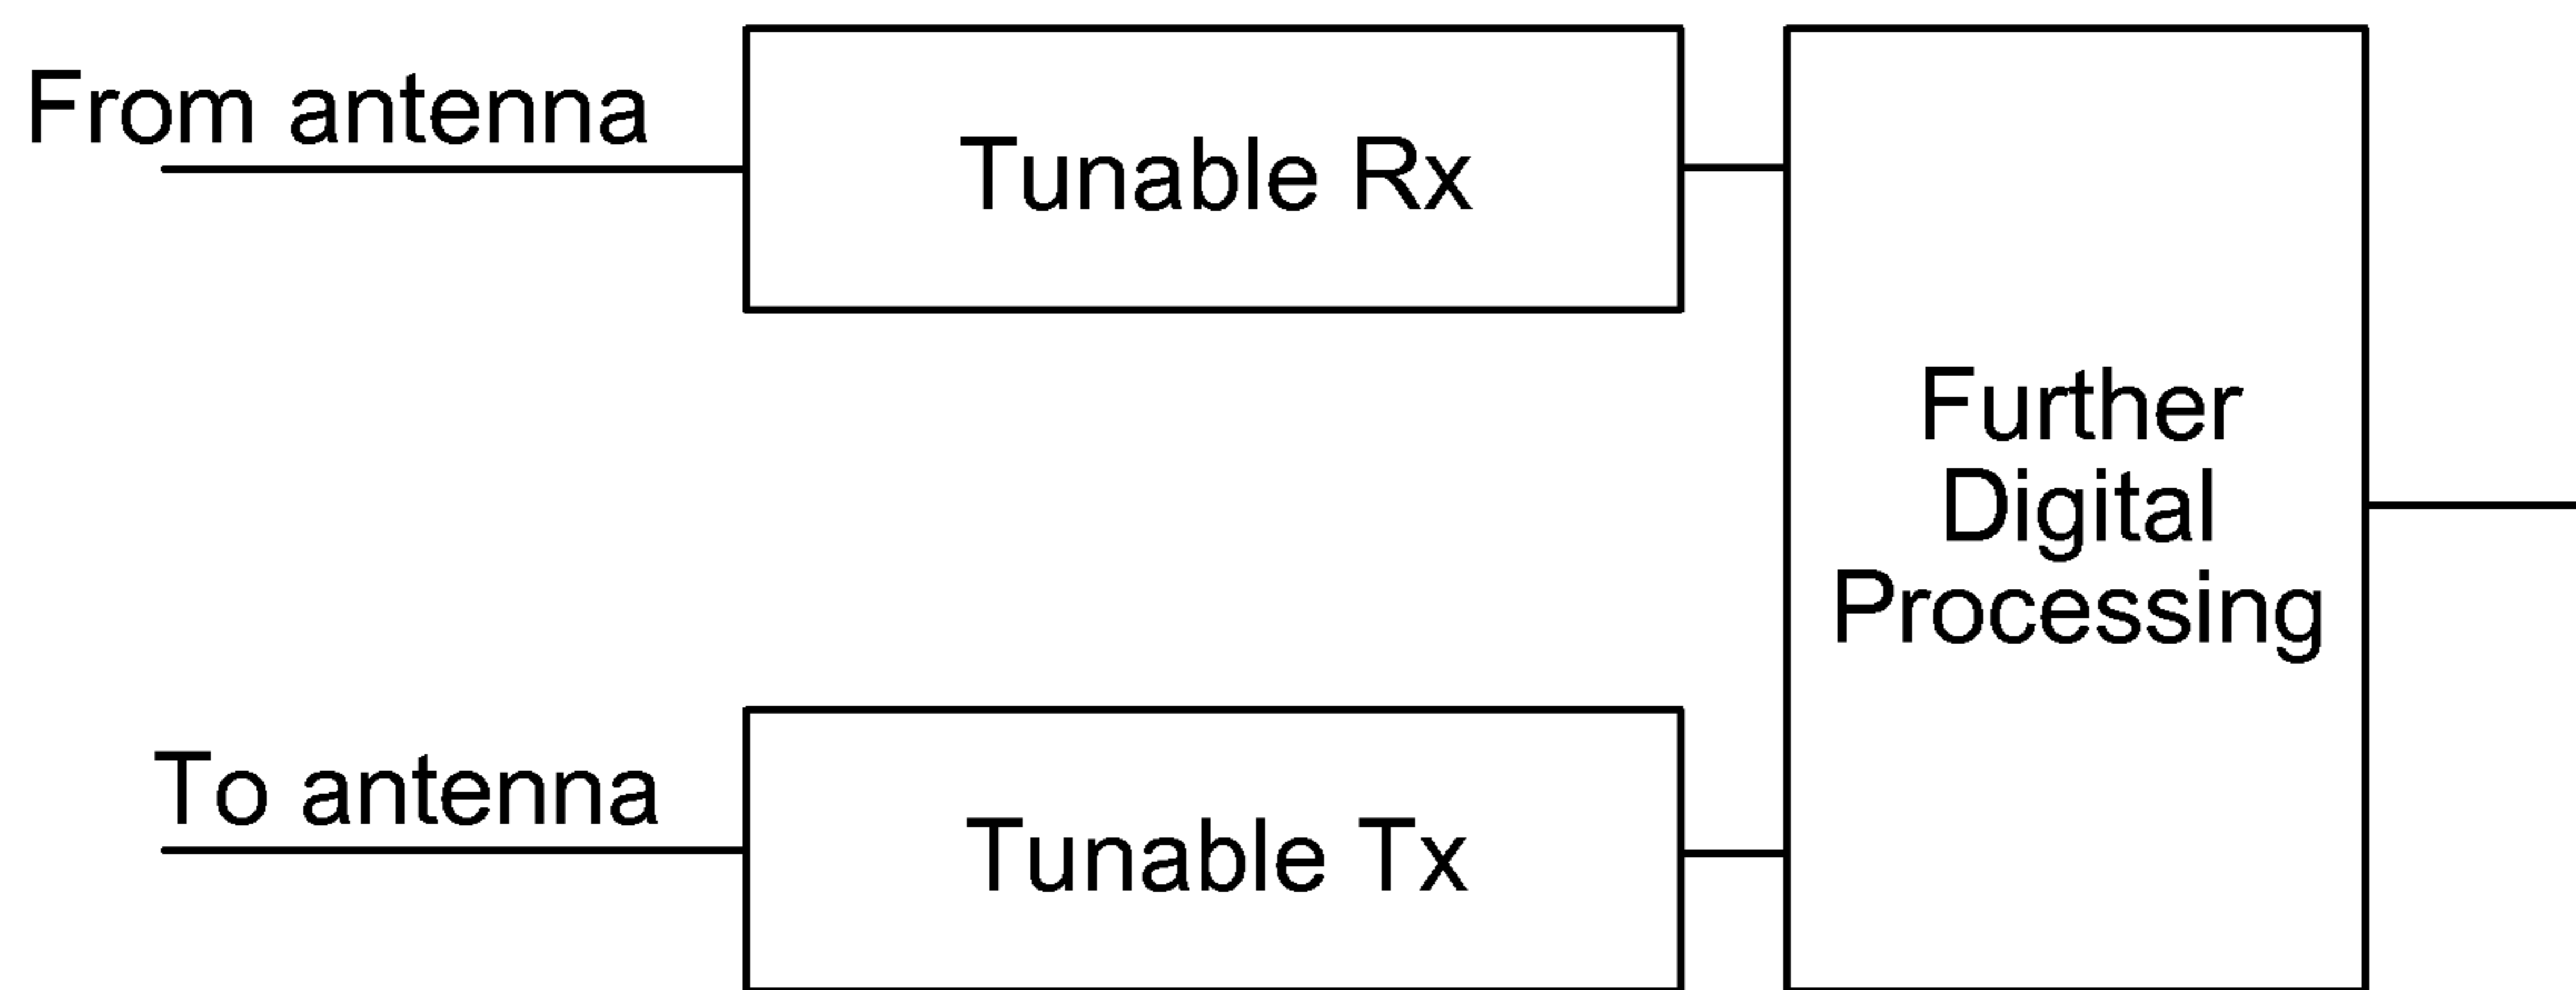 From antenna
Tunable Rx
Further
Digital
Processing
To antenna
Tunable Tx